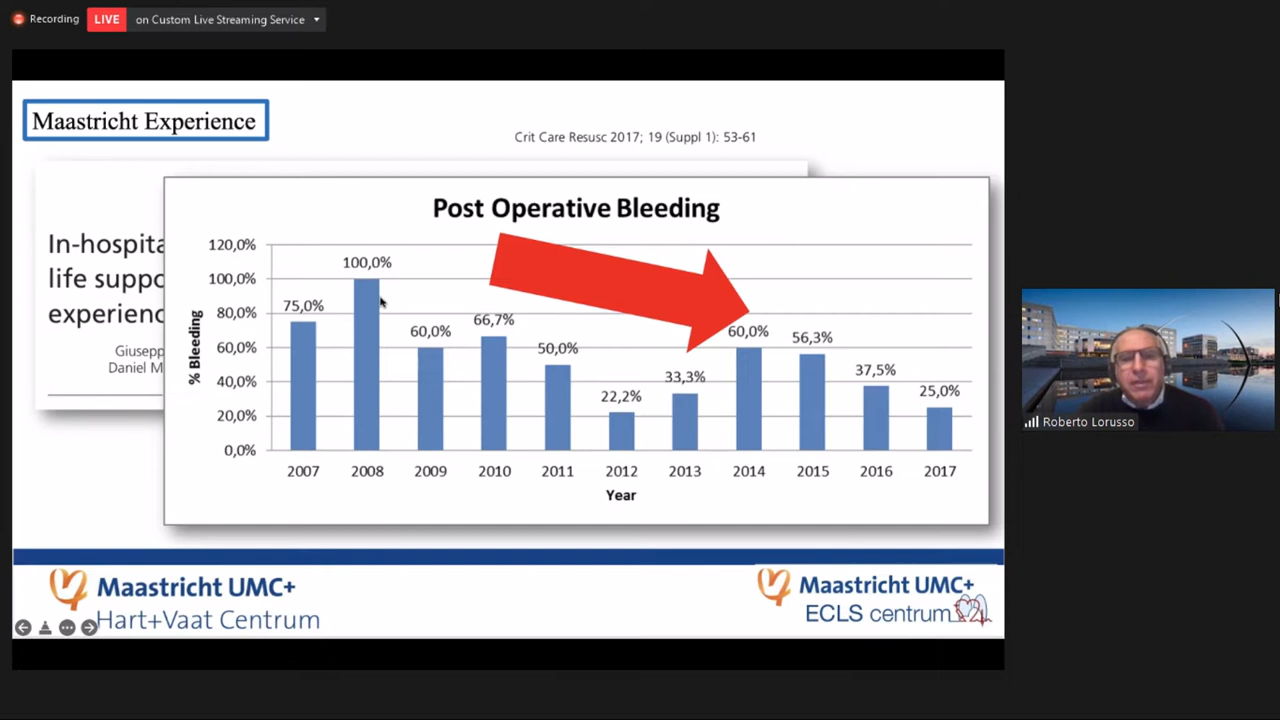 Recording
LIVE
on Custom Live Streaming Service
Maastricht Experience
Crit Care Resusc 2017; 19 (Suppl 1): 53-61
In-hospita
life suppo
experienc
Giusepp
Daniel M
Post Operative Bleeding
120,0%
100,0%
80,0%
60,0%
40,0%
20,0%
0,0%
% Bleeding
75,0%
100,0%
60,0%
66,7%
50,0%
22,2%
33,3%
60,0%
56,3%
37,5%
25,0%
2007 2008 2009 2010 2011 2012 2013 2014 2015 2016 2017
Year
Roberto Lorusso
Maastricht UMC+
Hart+Vaat Centrum
Maastricht UMC+
ECLS centrum